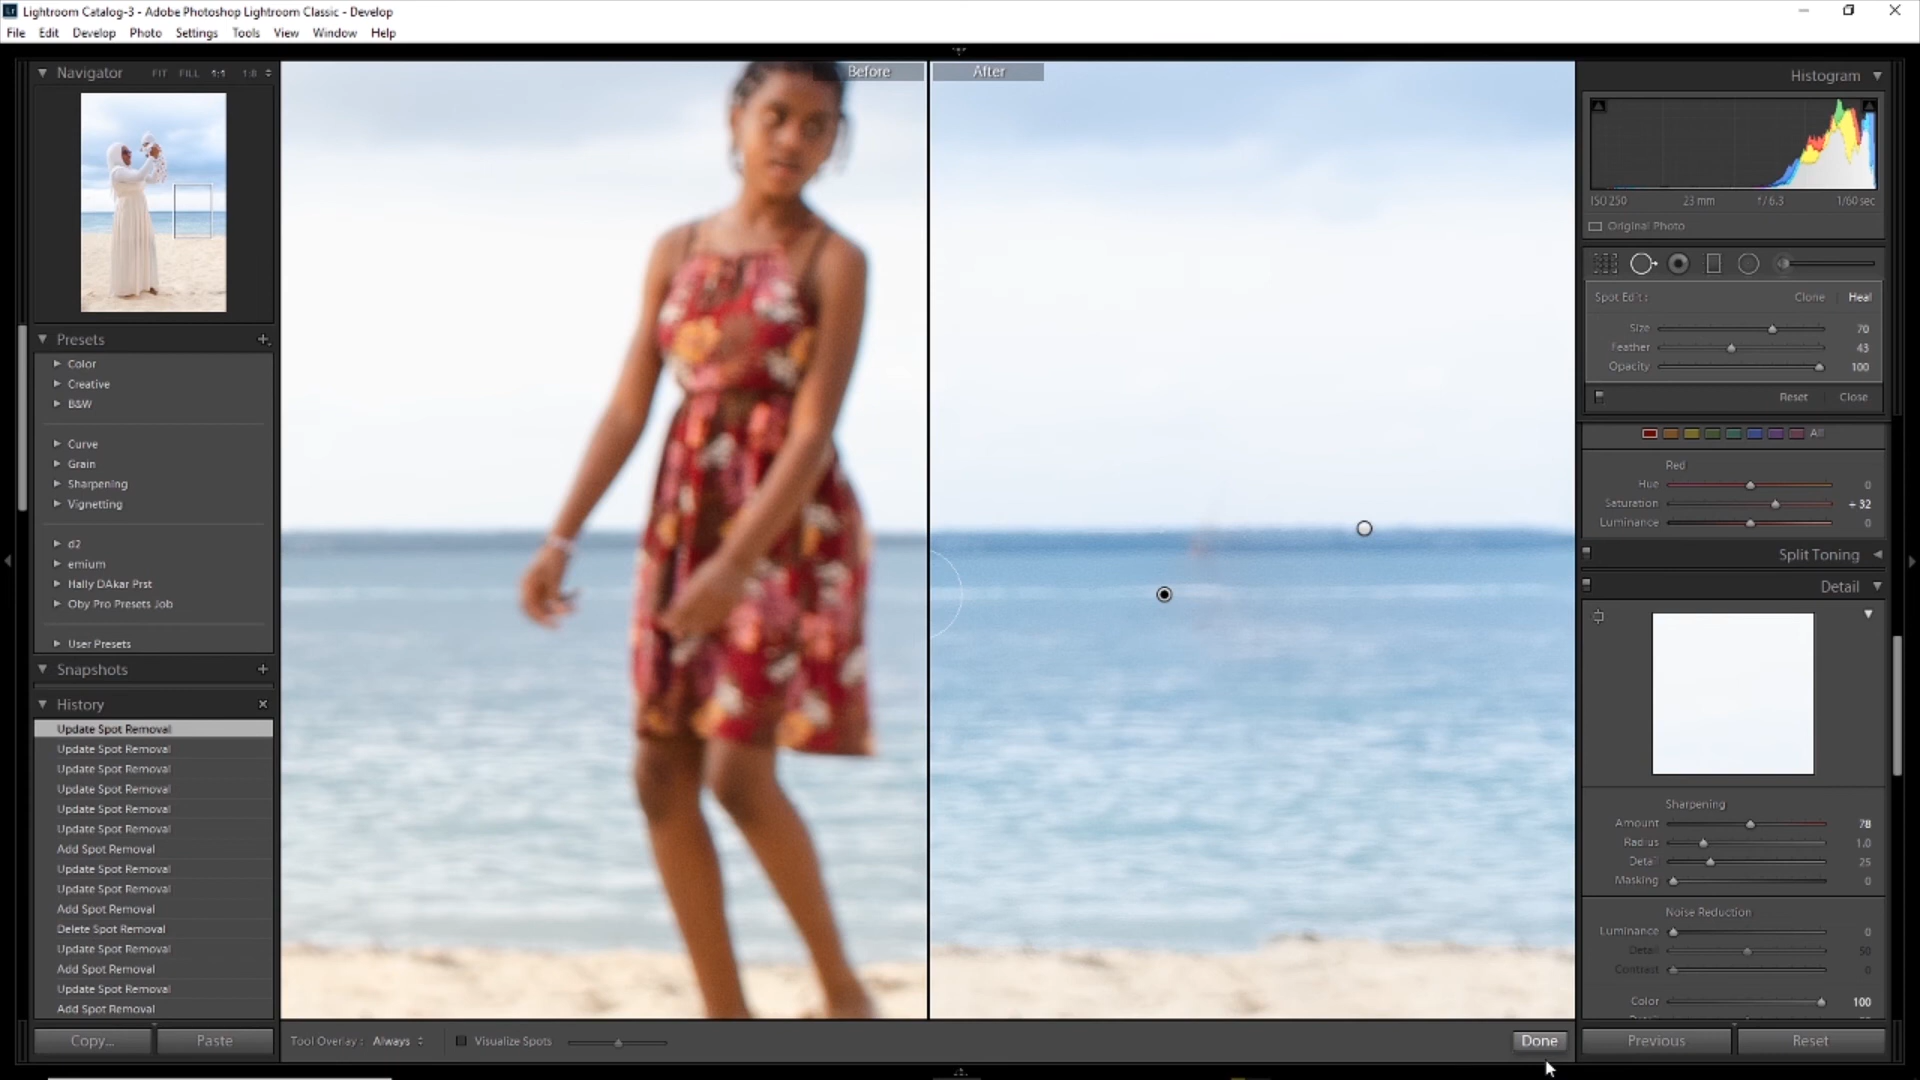 Lightroom Catalog-3 - Adobe Photoshop Lightroom Classic - Develop
File Edit Develop Photo Settings Tools View Window Help
Navigator FIT FILL 1:1 1:8
Presets +
Color
Creative
B&W
Curve
Grain
Sharpening
Vignetting
d2
emium
Hally DAkar Prst
Oby Pro Presets Job
User Presets
Snapshots +
History ×
Update Spot Removal
Update Spot Removal
Update Spot Removal
Update Spot Removal
Update Spot Removal
Update Spot Removal
Add Spot Removal
Update Spot Removal
Update Spot Removal
Add Spot Removal
Delete Spot Removal
Update Spot Removal
Add Spot Removal
Update Spot Removal
Add Spot Removal
Copy... Paste
Before After
Tool Overlay: Always Visualize Spots Done
Histogram
ISO 250 23 mm f/6.3 1/60 sec
Original Photo
Spot Edit: Clone Heal
Size 70
Feather 43
Opacity 100
Reset Close
All
Red
Hue 0
Saturation + 32
Luminance 0
Split Toning
Detail
Sharpening
Amount 78
Radius 1.0
Detail 25
Masking 0
Noise Reduction
Luminance 0
Detail 50
Contrast 0
Color 100
Previous Reset